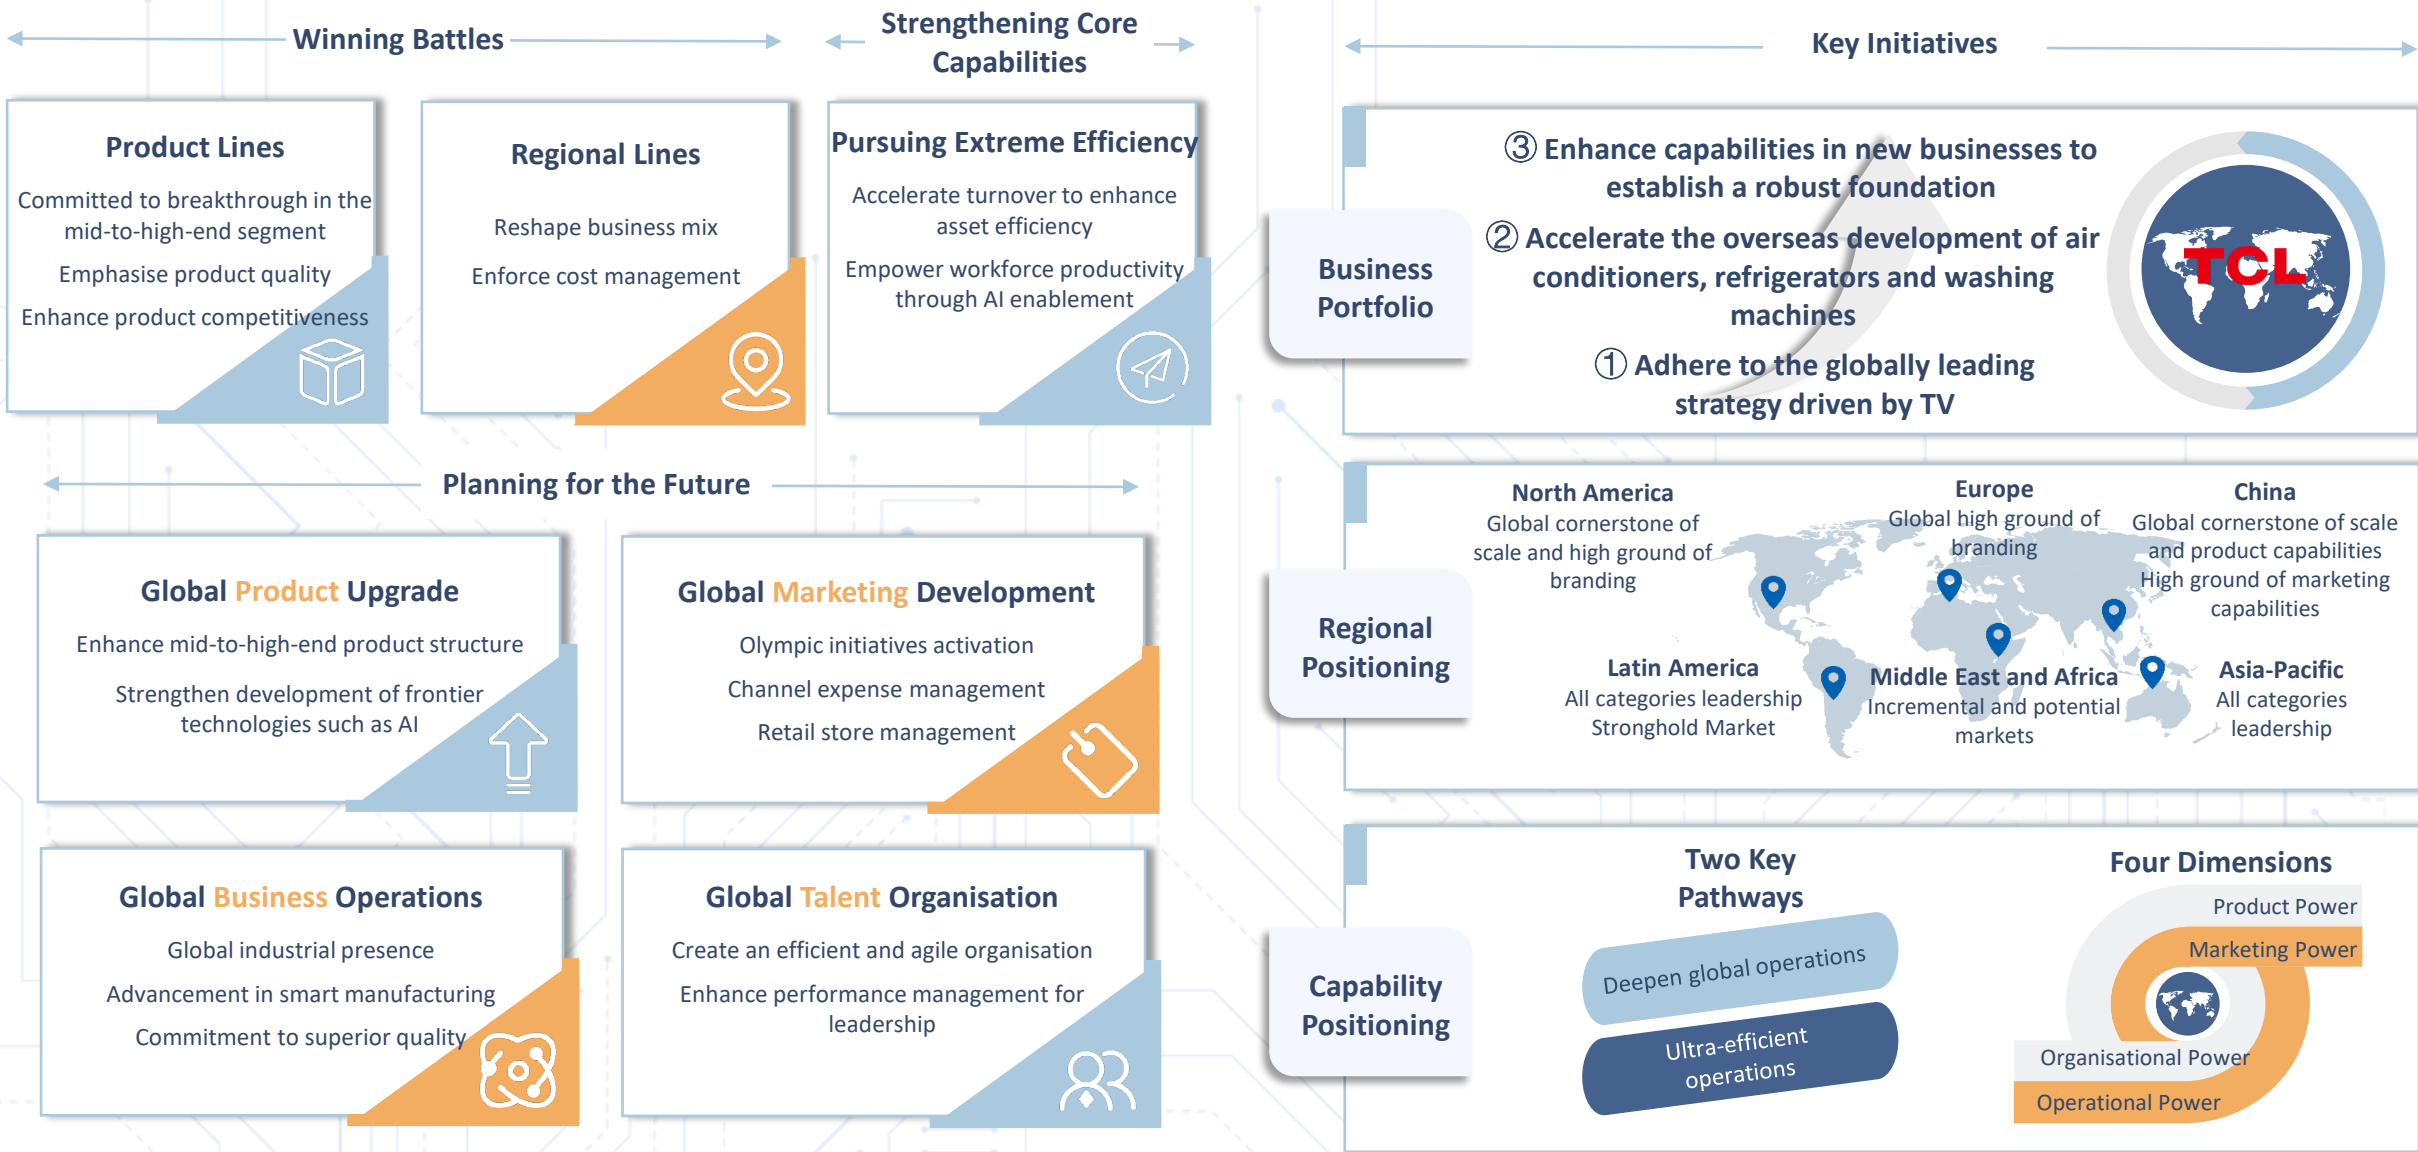 Winning Battles
Strengthening Core
Capabilities
Product Lines
Committed to breakthrough in the
mid-to-high-end segment
Emphasise product quality
Enhance product competitiveness
Regional Lines
Reshape business mix
Enforce cost management
Pursuing Extreme Efficiency
Accelerate turnover to enhance
asset efficiency
Empower workforce productivity
through AI enablement
Planning for the Future
Global Product Upgrade
Enhance mid-to-high-end product structure
Strengthen development of frontier
technologies such as AI
Global Marketing Development
Olympic initiatives activation
Channel expense management
Retail store management
Global Business Operations
Global industrial presence
Advancement in smart manufacturing
Commitment to superior quality
Global Talent Organisation
Create an efficient and agile organisation
Enhance performance management for
leadership
Key Initiatives
Business
Portfolio
③ Enhance capabilities in new businesses to
establish a robust foundation
② Accelerate the overseas development of air
conditioners, refrigerators and washing
machines
① Adhere to the globally leading
strategy driven by TV
TCL
Regional
Positioning
North America
Global cornerstone of
scale and high ground of
branding
Europe
Global high ground of
branding
China
Global cornerstone of scale
and product capabilities
High ground of marketing
capabilities
Latin America
All categories leadership
Stronghold Market
Middle East and Africa
Incremental and potential
markets
Asia-Pacific
All categories
leadership
Capability
Positioning
Two Key
Pathways
Deepen global operations
Ultra-efficient
operations
Four Dimensions
Product Power
Marketing Power
Organisational Power
Operational Power